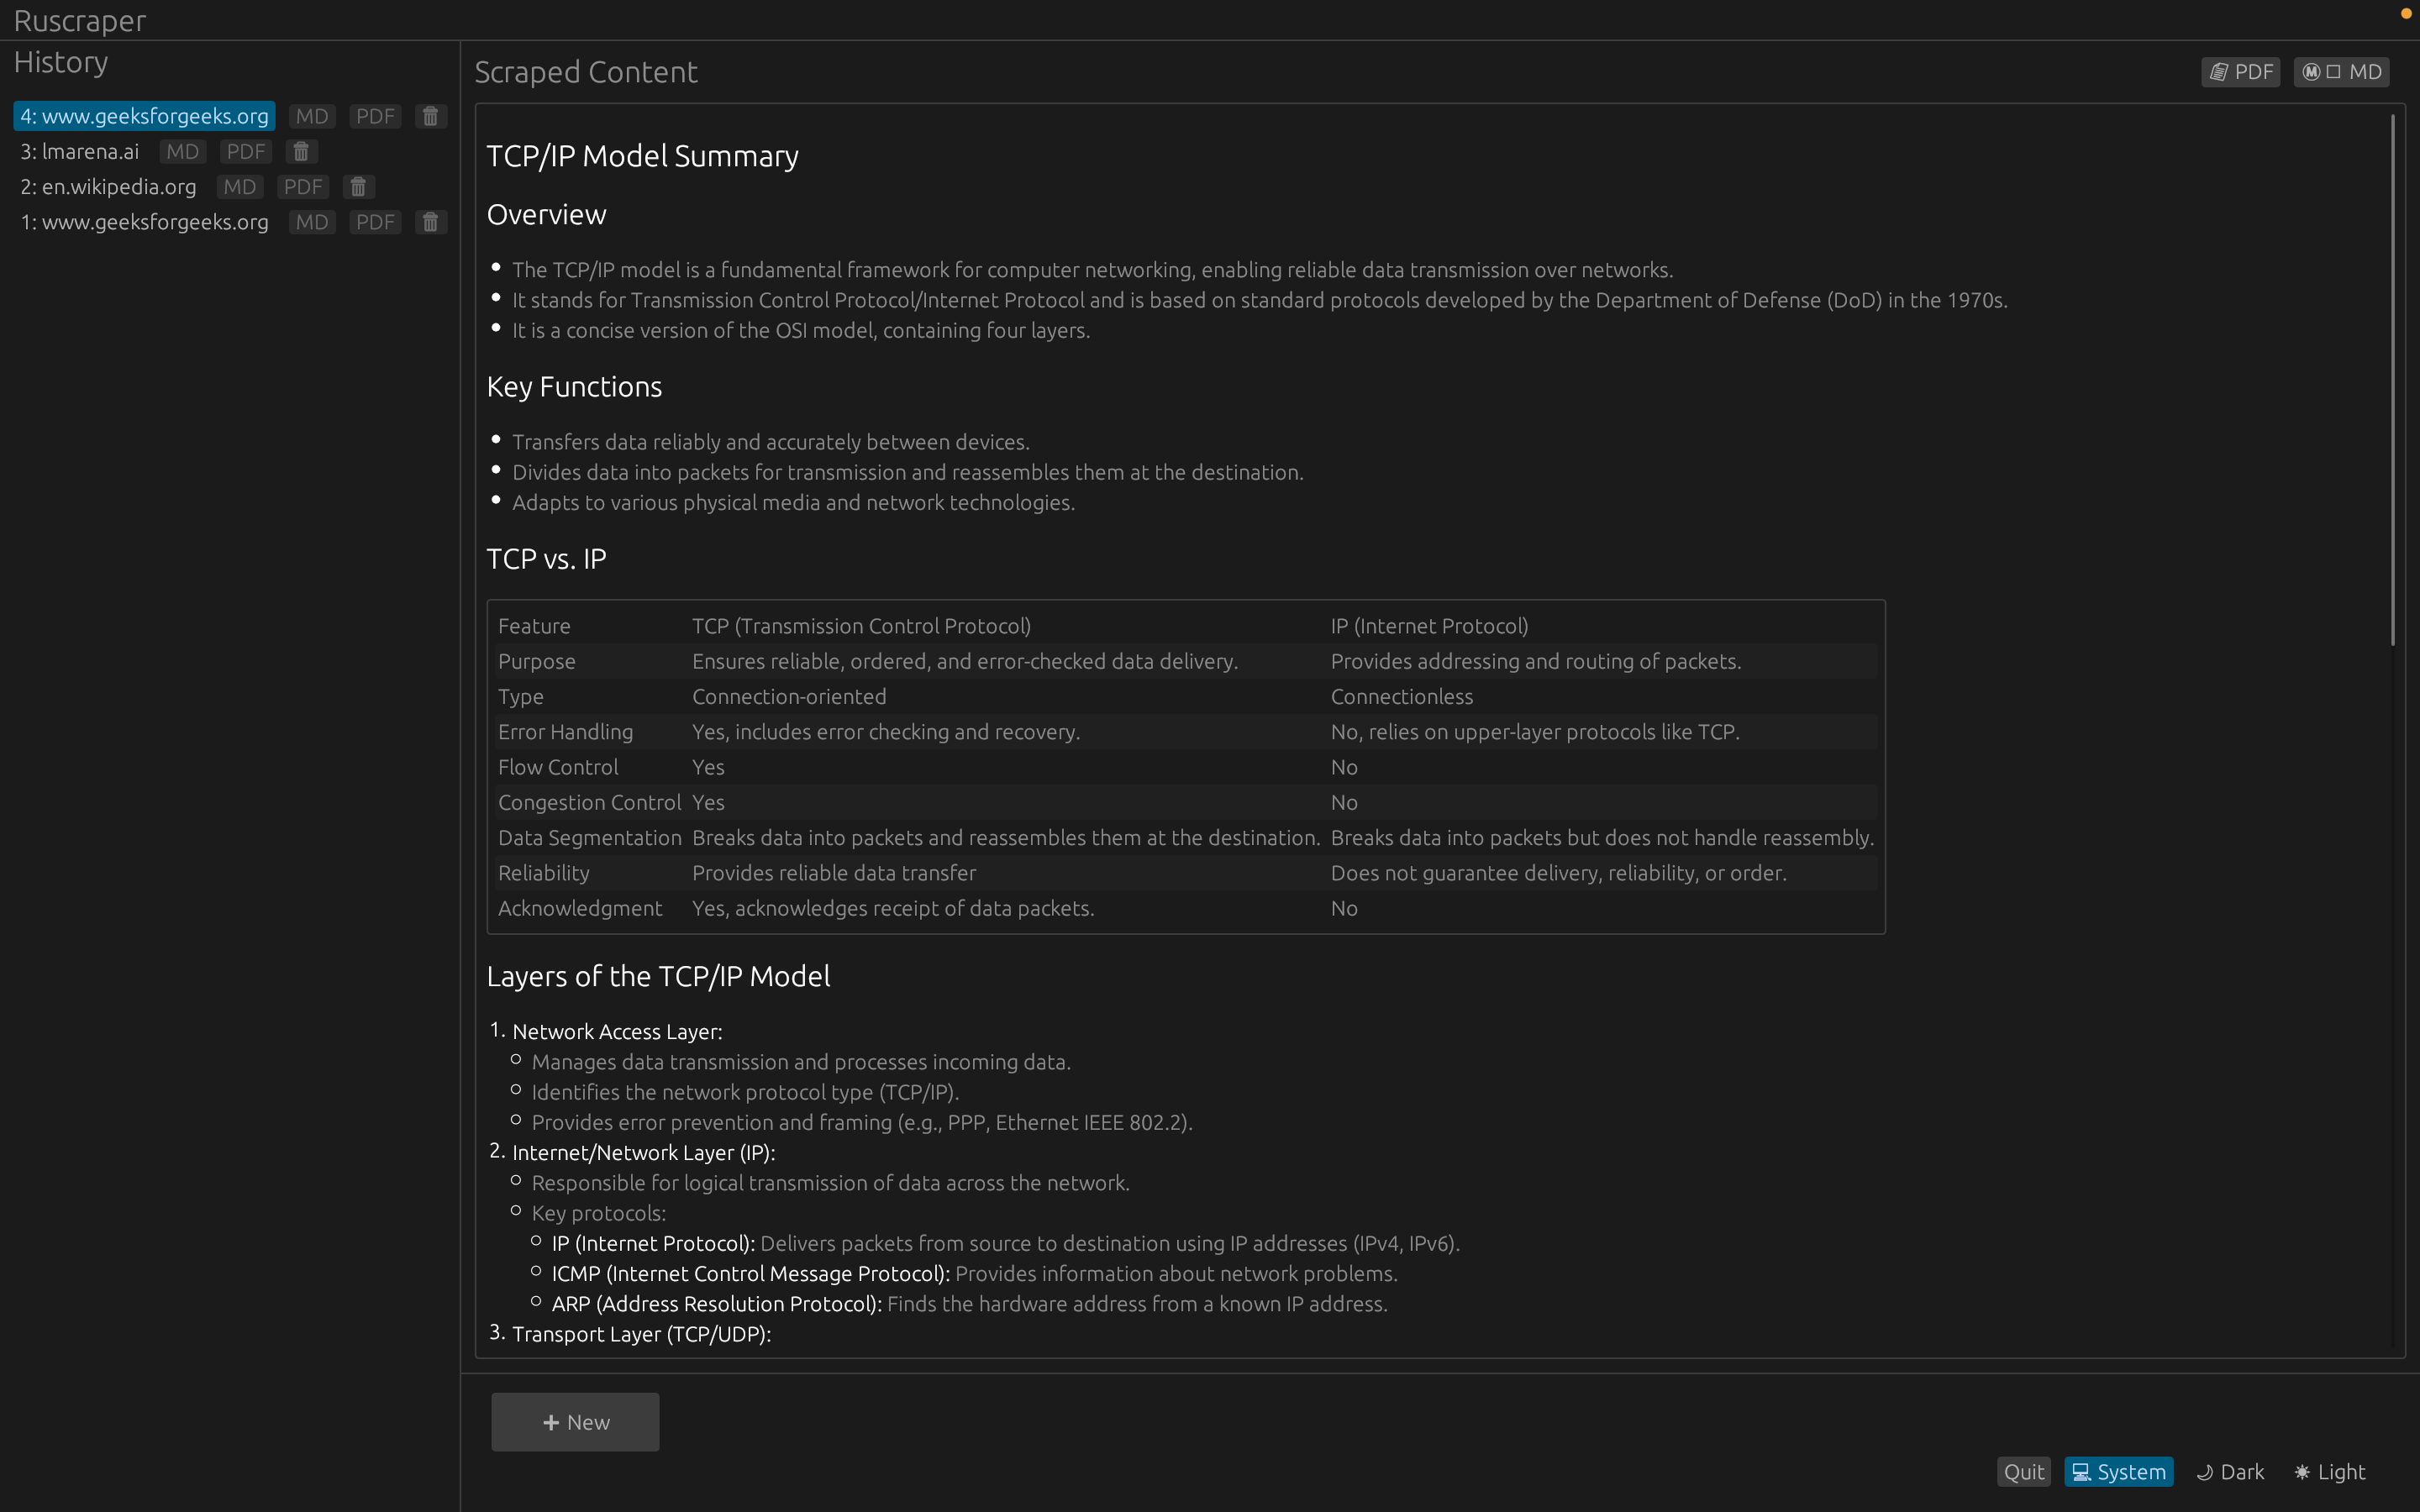 Ruscraper
History
4: www.geeksforgeeks.org MD PDF
3: lmarena.ai MD PDF
2: en.wikipedia.org MD PDF
1: www.geeksforgeeks.org MD PDF
Scraped Content
PDF
M MD
TCP/IP Model Summary
Overview
• The TCP/IP model is a fundamental framework for computer networking, enabling reliable data transmission over networks.
• It stands for Transmission Control Protocol/Internet Protocol and is based on standard protocols developed by the Department of Defense (DoD) in the 1970s.
• It is a concise version of the OSI model, containing four layers.
Key Functions
• Transfers data reliably and accurately between devices.
• Divides data into packets for transmission and reassembles them at the destination.
• Adapts to various physical media and network technologies.
TCP vs. IP
Feature TCP (Transmission Control Protocol) IP (Internet Protocol)
Purpose Ensures reliable, ordered, and error-checked data delivery. Provides addressing and routing of packets.
Type Connection-oriented Connectionless
Error Handling Yes, includes error checking and recovery. No, relies on upper-layer protocols like TCP.
Flow Control Yes No
Congestion Control Yes No
Data Segmentation Breaks data into packets and reassembles them at the destination. Breaks data into packets but does not handle reassembly.
Reliability Provides reliable data transfer Does not guarantee delivery, reliability, or order.
Acknowledgment Yes, acknowledges receipt of data packets. No
Layers of the TCP/IP Model
1. Network Access Layer:
○ Manages data transmission and processes incoming data.
○ Identifies the network protocol type (TCP/IP).
○ Provides error prevention and framing (e.g., PPP, Ethernet IEEE 802.2).
2. Internet/Network Layer (IP):
○ Responsible for logical transmission of data across the network.
○ Key protocols:
○ IP (Internet Protocol): Delivers packets from source to destination using IP addresses (IPv4, IPv6).
○ ICMP (Internet Control Message Protocol): Provides information about network problems.
○ ARP (Address Resolution Protocol): Finds the hardware address from a known IP address.
3. Transport Layer (TCP/UDP):
+ New
Quit System Dark Light